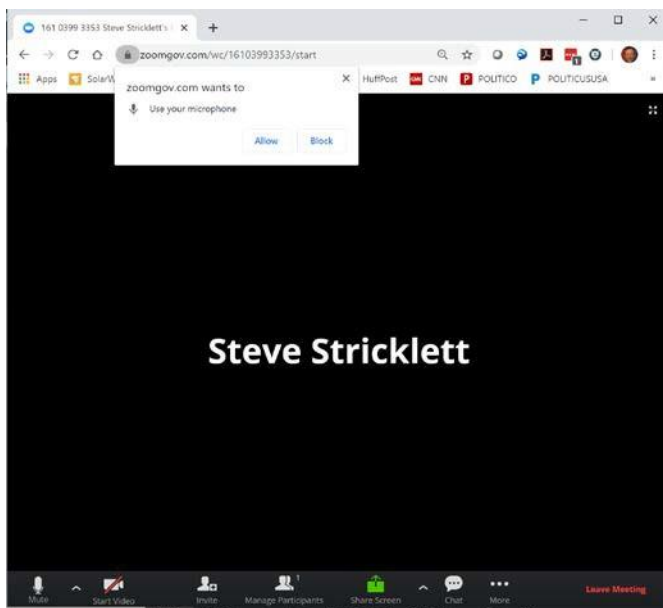 161 0399 3353 Steve Stricklett's
zoomgov.com/wc/16103993353/start
Apps
HuffPost
CNN
POLITICO
POLITICUSUSA
zoomgov.com wants to
Use your microphone
Allow
Block
Steve Stricklett
1
Mute
Start Video
Invite
Manage Participants
Share Screen
Chat
More
Leave Meeting